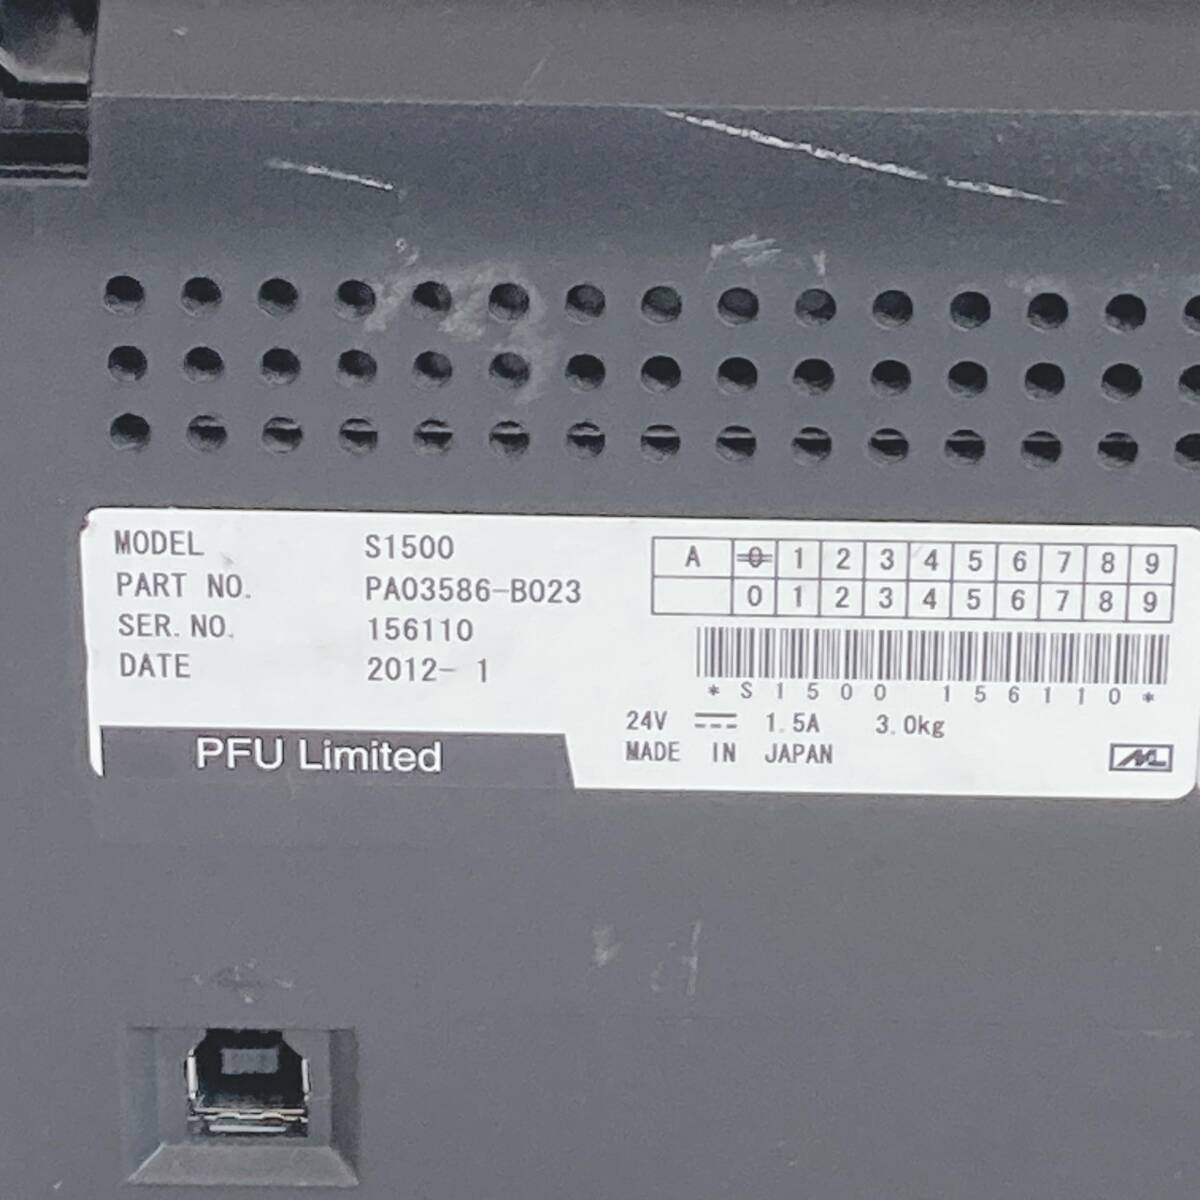 MODEL S1500
PART NO. PA03586-B023
SER. NO. 156110
DATE 2012- 1
PFU Limited
A 0 1 2 3 4 5 6 7 8 9
0 1 2 3 4 5 6 7 8 9
*S1500 156110*
24V 1.5A 3.0kg
MADE IN JAPAN